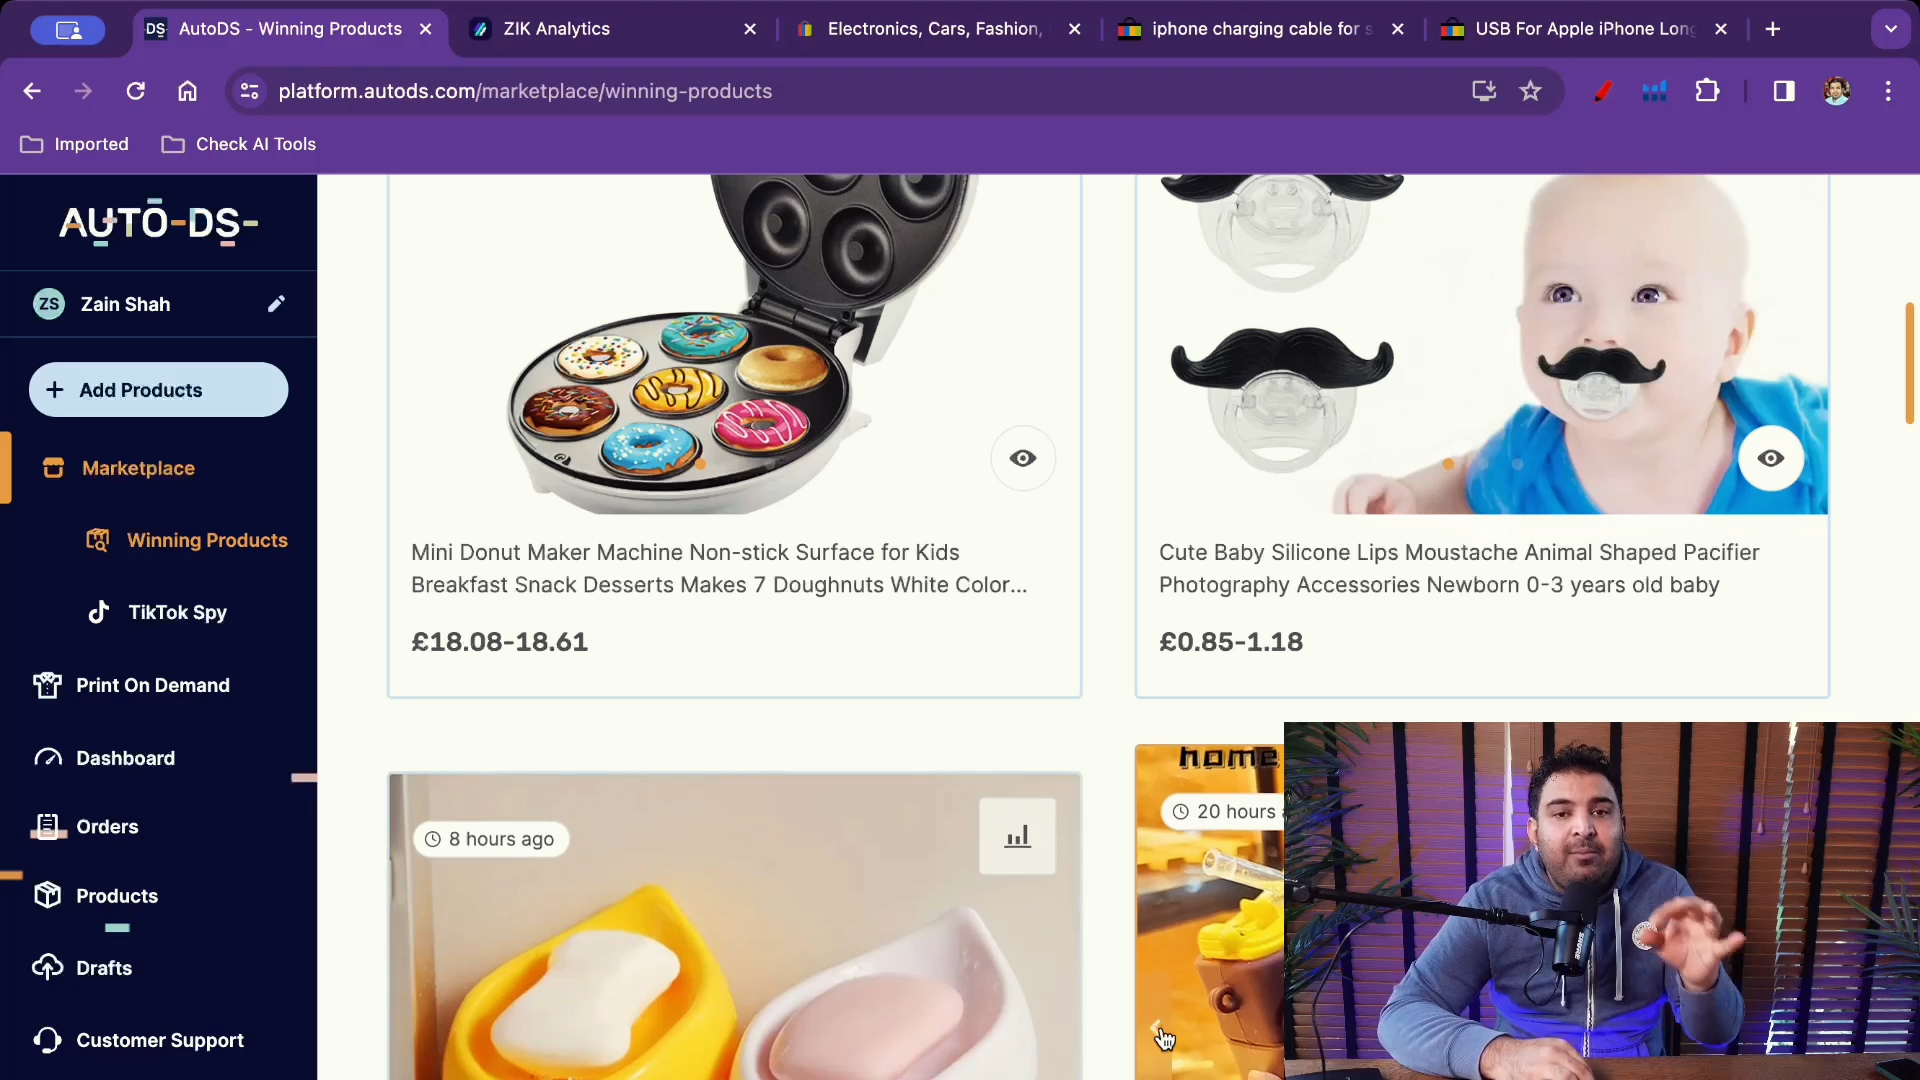 AutoDS - Winning Products
ZIK Analytics
Electronics, Cars, Fashion,
iphone charging cable for s
USB For Apple iPhone Long
platform.autods.com/marketplace/winning-products
Imported
Check AI Tools
AUTO-DS-
ZS
Zain Shah
+ Add Products
Marketplace
Winning Products
TikTok Spy
Print On Demand
Dashboard
Orders
Products
Drafts
Customer Support
Mini Donut Maker Machine Non-stick Surface for Kids
Breakfast Snack Desserts Makes 7 Doughnuts White Color...
£18.08-18.61
Cute Baby Silicone Lips Moustache Animal Shaped Pacifier
Photography Accessories Newborn 0-3 years old baby
£0.85-1.18
8 hours ago
home
20 hours a
SHURE